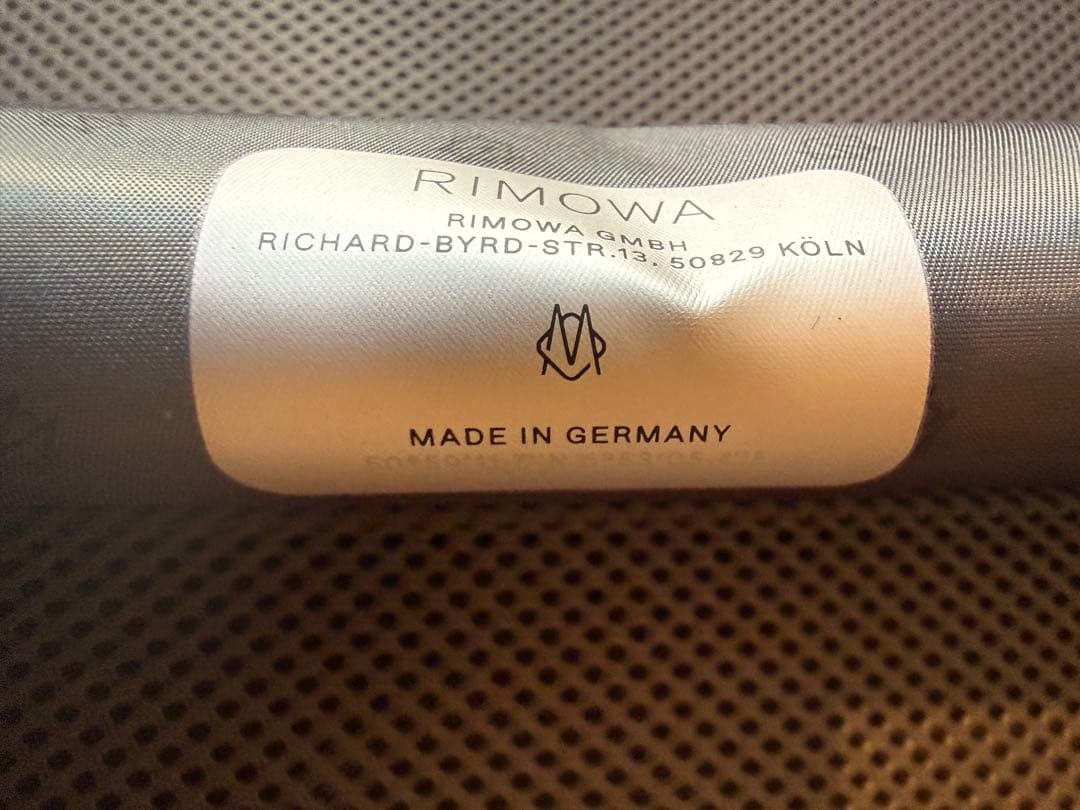 RIMOWA
RIMOWA GMBH
RICHARD-BYRD-STR.13, 50829 KÖLN
MADE IN GERMANY